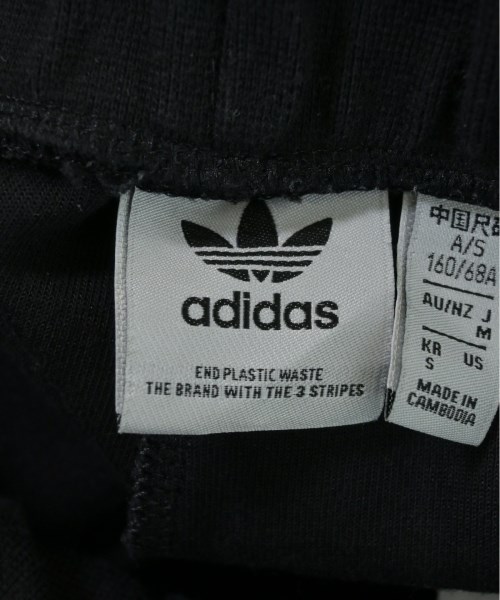 adidas
END PLASTIC WASTE
THE BRAND WITH THE 3 STRIPES
中国尺码
A/S
160/68A
AU/NZ J
M
KR US
S
MADE IN
CAMBODIA